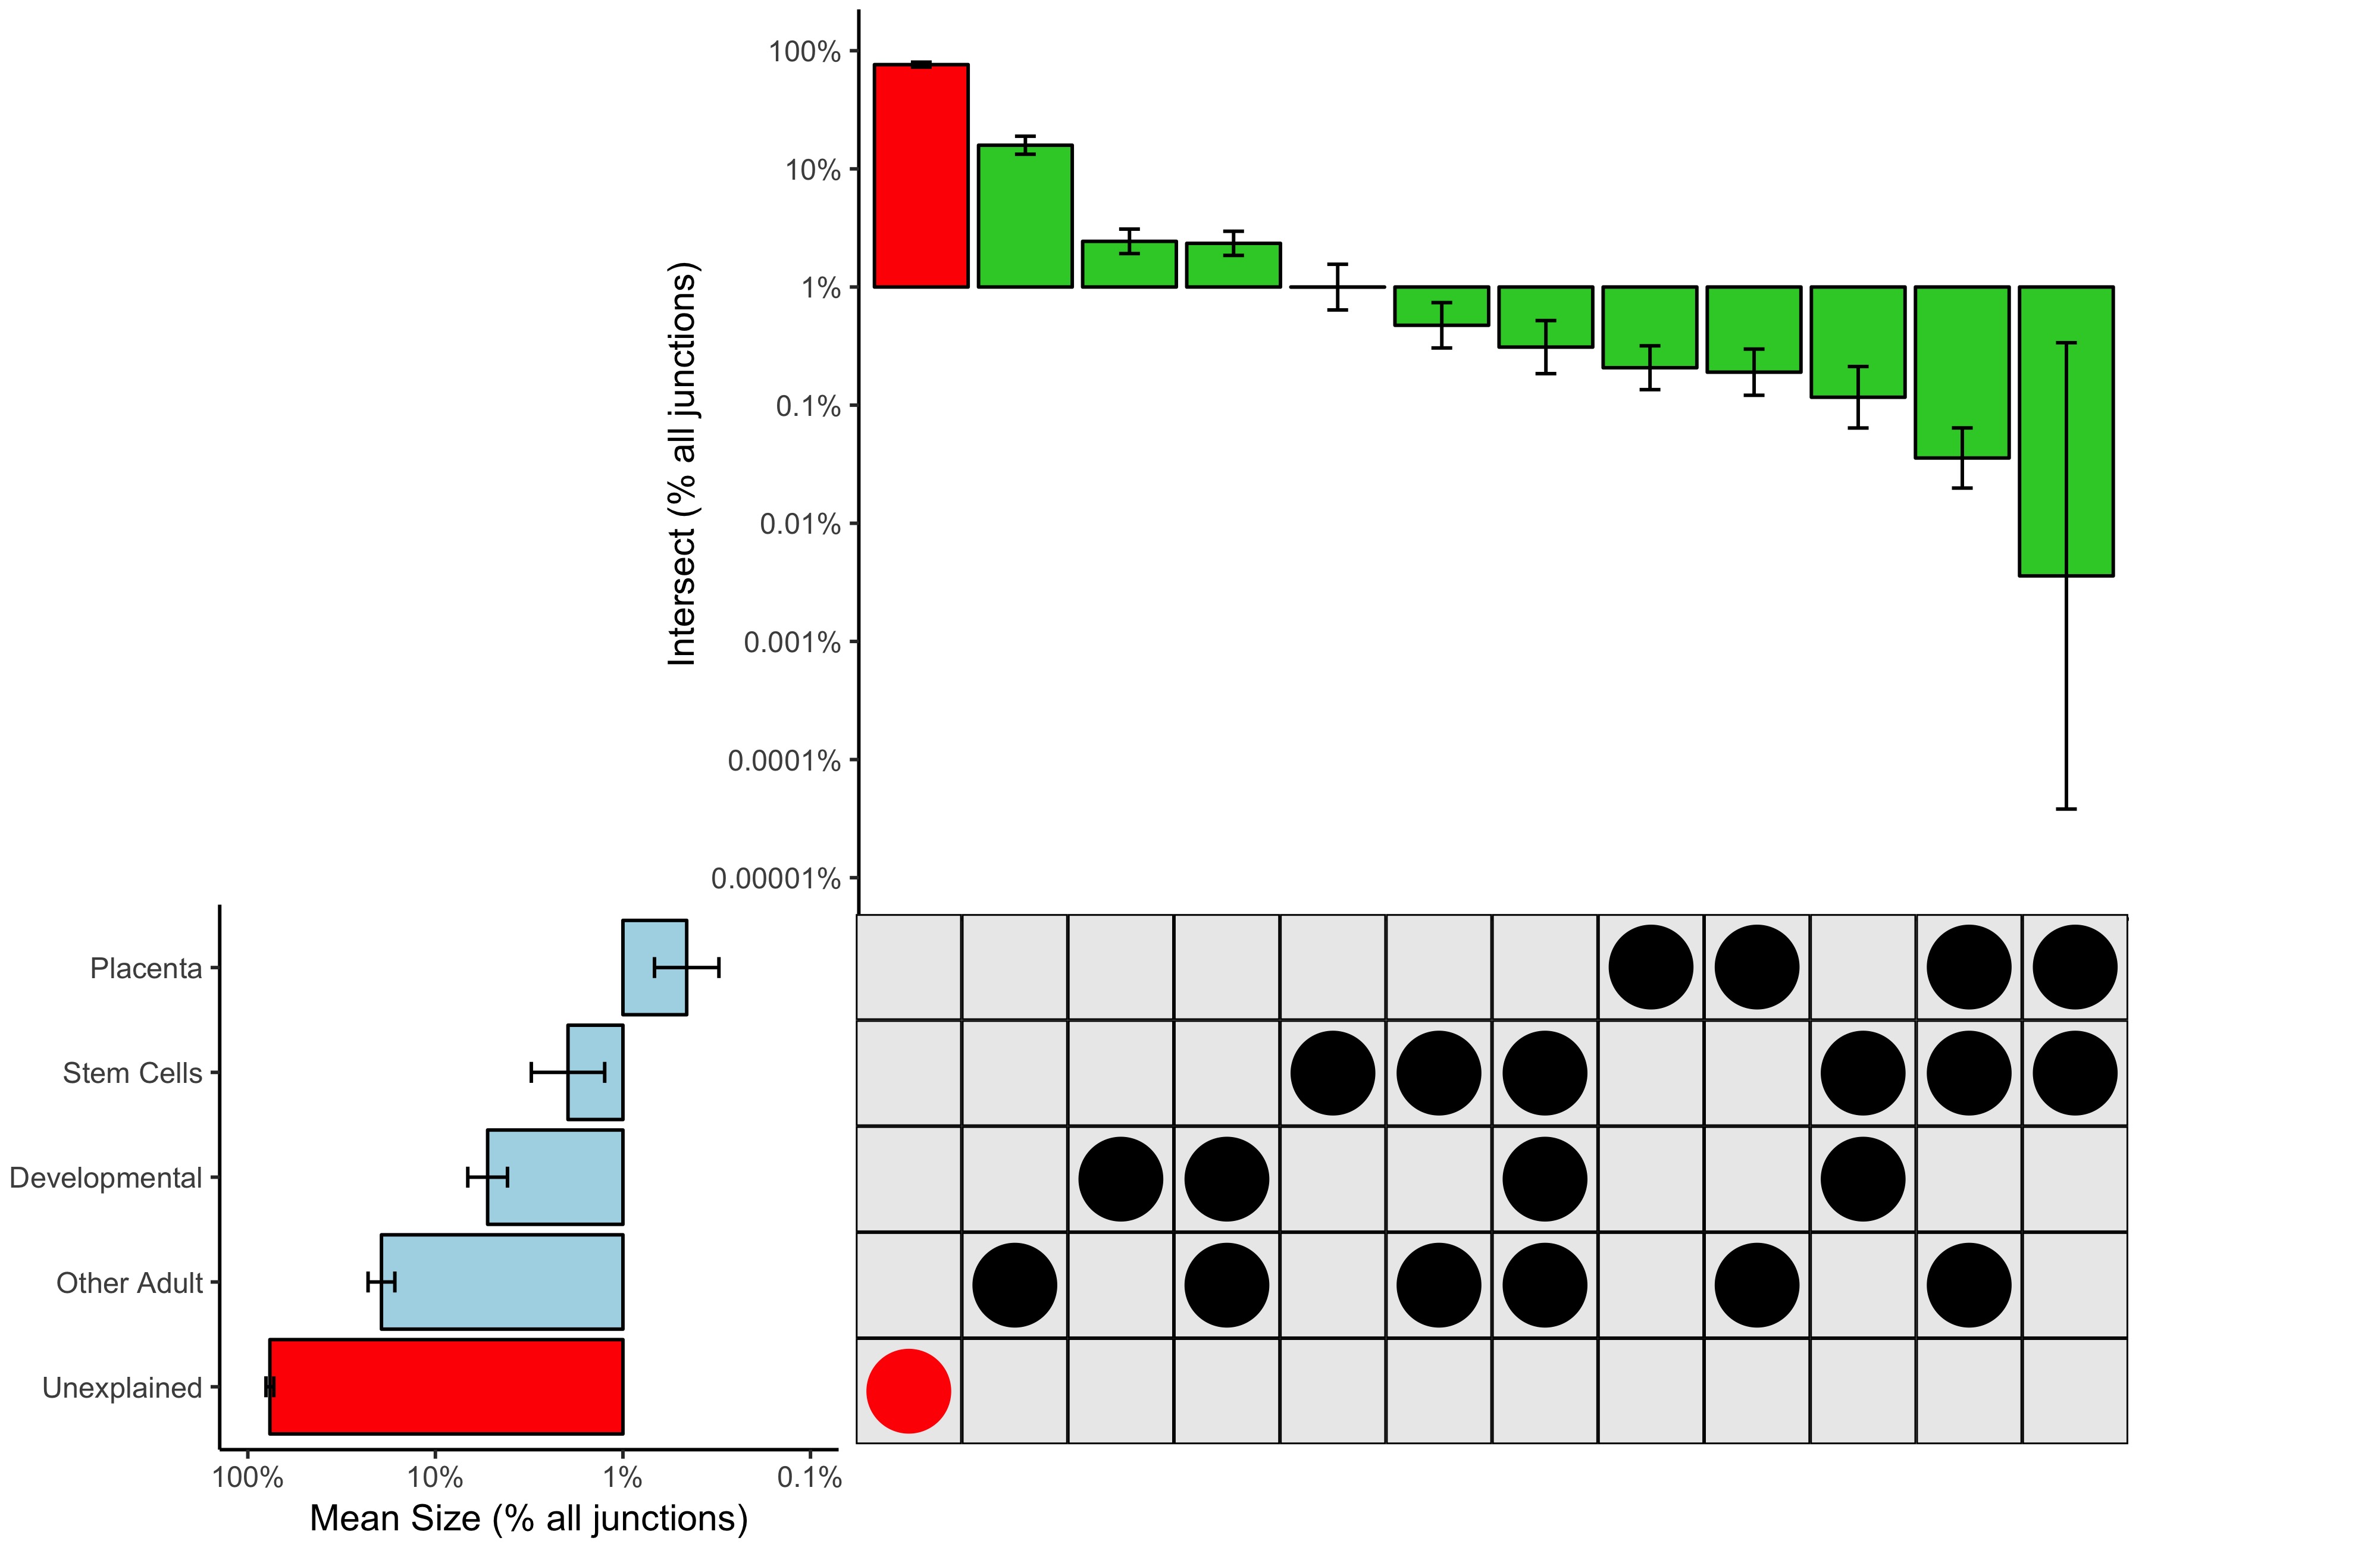 100%
10%
1%
0.1%
0.01%
0.001%
0.0001%
0.00001%
Intersect (% all junctions)
Placenta
Stem Cells
Developmental
Other Adult
Unexplained
100% 10% 1% 0.1%
Mean Size (% all junctions)